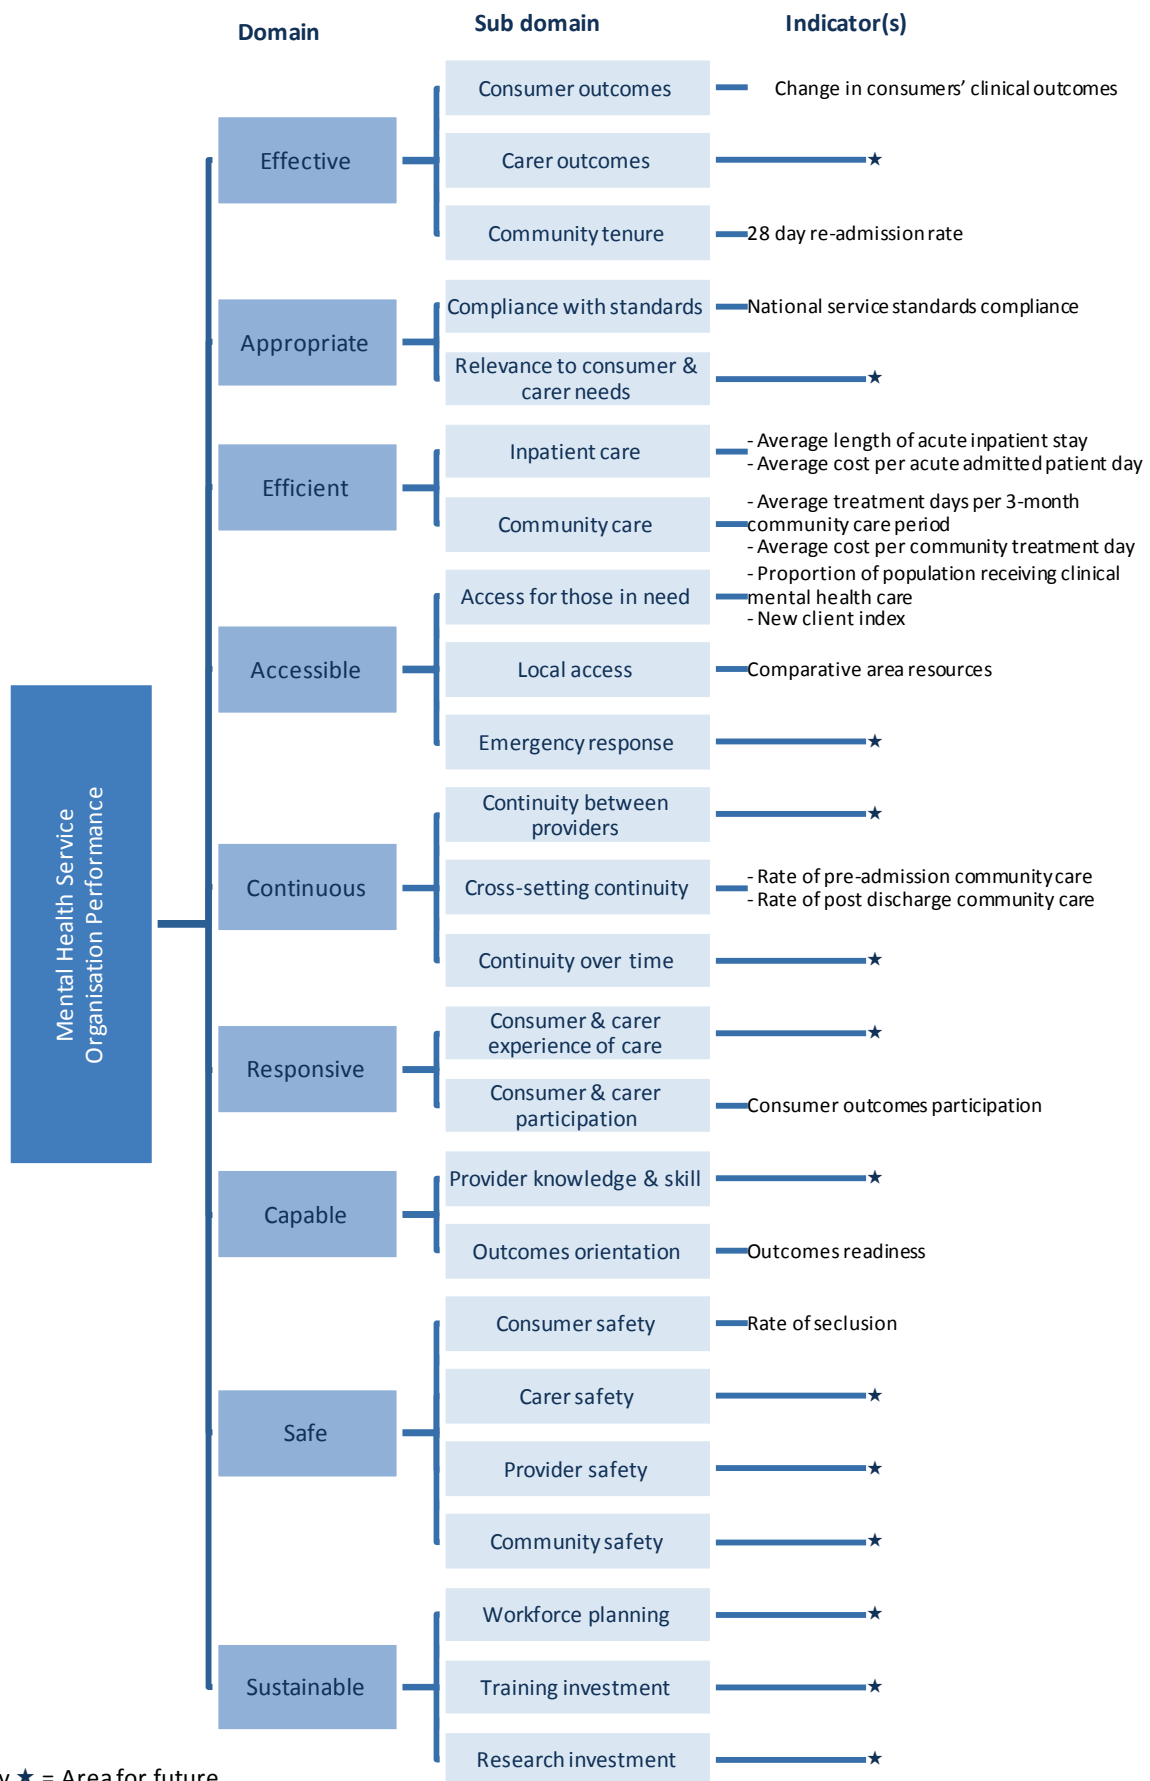 Domain
Sub domain
Indicator(s)
Mental Health Service
Organisation Performance
Effective
Consumer outcomes
Change in consumers’ clinical outcomes
Carer outcomes
★
Community tenure
28 day re-admission rate
Appropriate
Compliance with standards
National service standards compliance
Relevance to consumer &
carer needs
★
Efficient
Inpatient care
- Average length of acute inpatient stay
- Average cost per acute admitted patient day
Community care
- Average treatment days per 3-month
community care period
- Average cost per community treatment day
Accessible
Access for those in need
- Proportion of population receiving clinical
mental health care
- New client index
Local access
Comparative area resources
Emergency response
★
Continuous
Continuity between
providers
★
Cross-setting continuity
- Rate of pre-admission community care
- Rate of post discharge community care
Continuity over time
★
Responsive
Consumer & carer
experience of care
★
Consumer & carer
participation
Consumer outcomes participation
Capable
Provider knowledge & skill
★
Outcomes orientation
Outcomes readiness
Safe
Consumer safety
Rate of seclusion
Carer safety
★
Provider safety
★
Community safety
★
Sustainable
Workforce planning
★
Training investment
★
Research investment
★
y ★ = Area for future